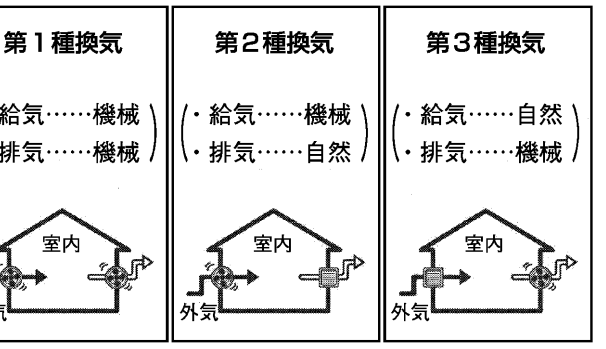 第1種換気
給気……機械
排気……機械
室内
気
第2種換気
・給気……機械
・排気……自然
室内
外気
第3種換気
・給気……自然
・排気……機械
室内
外気